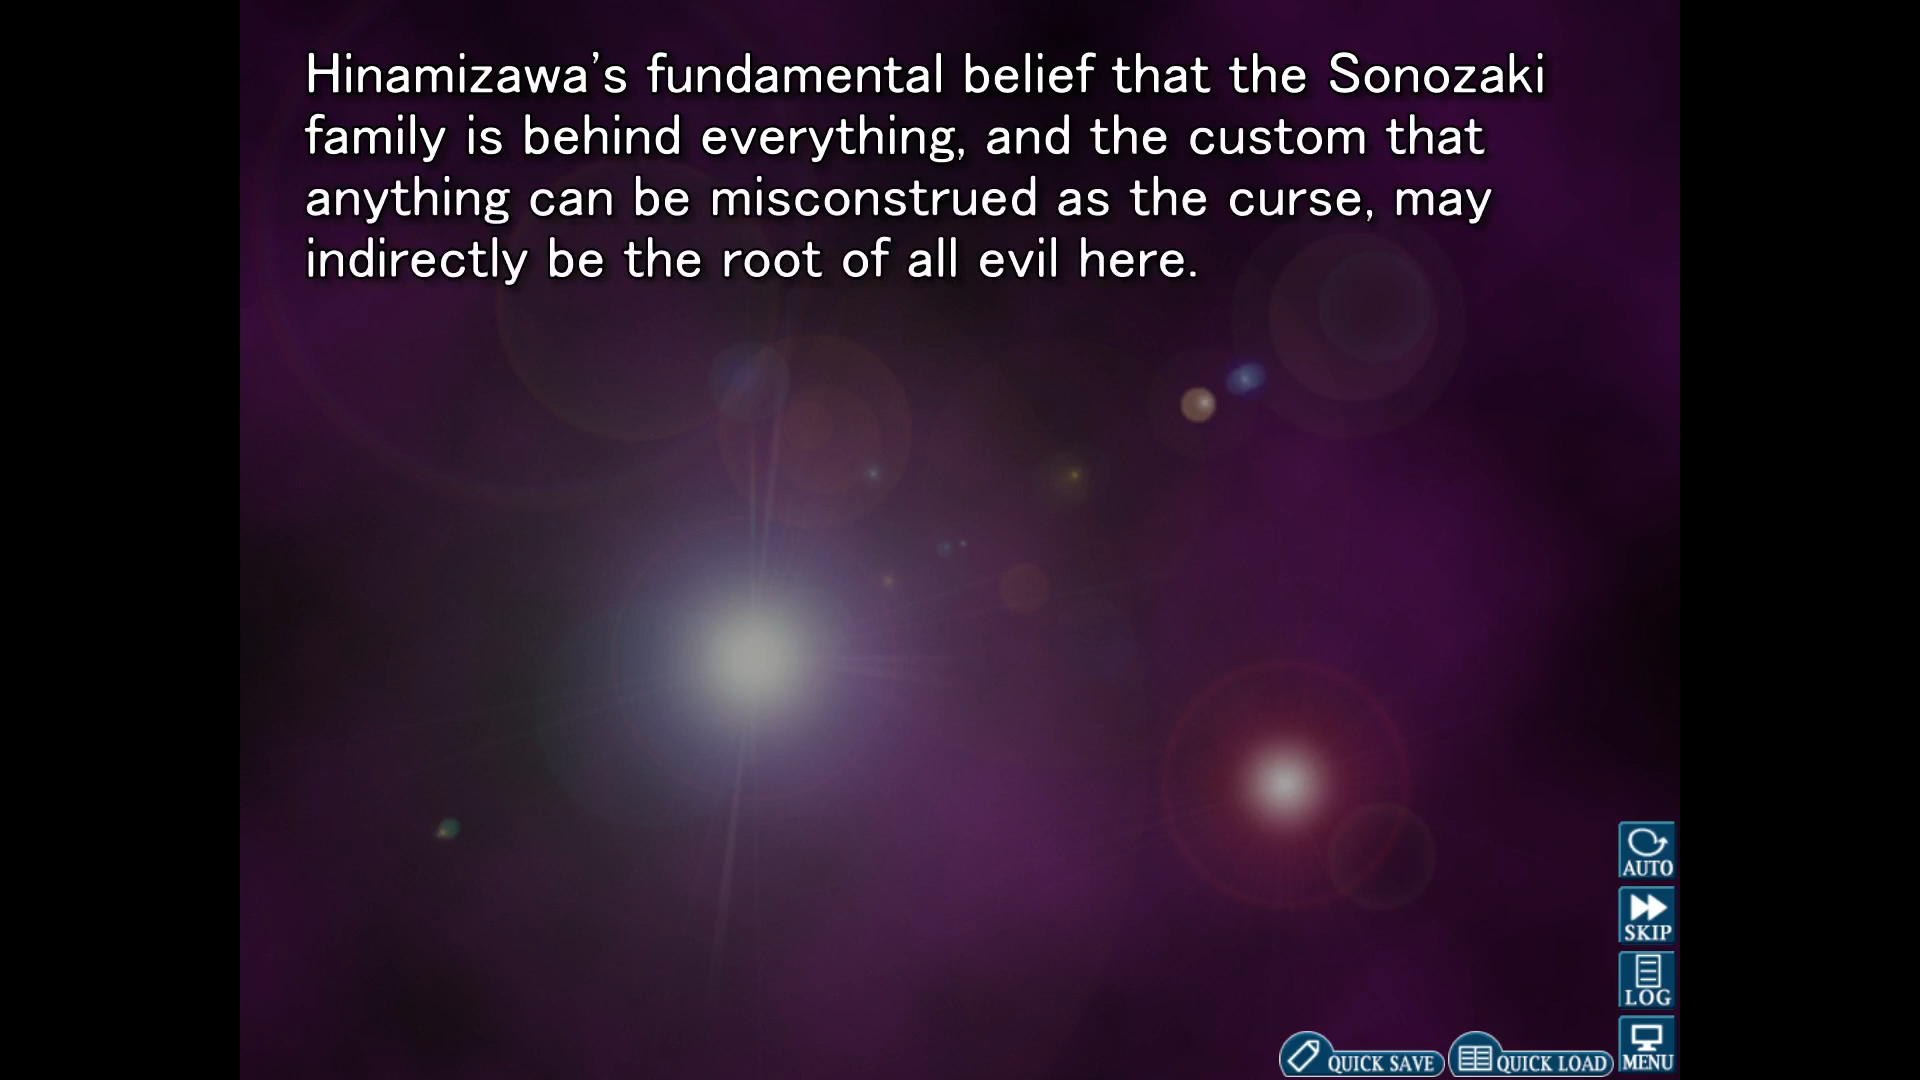 Hinamizawa's fundamental belief that the Sonozaki
family is behind everything, and the custom that
anything can be misconstrued as the curse, may
indirectly be the root of all evil here.
AUTO
SKIP
LOG
MENU
QUICK SAVE
QUICK LOAD